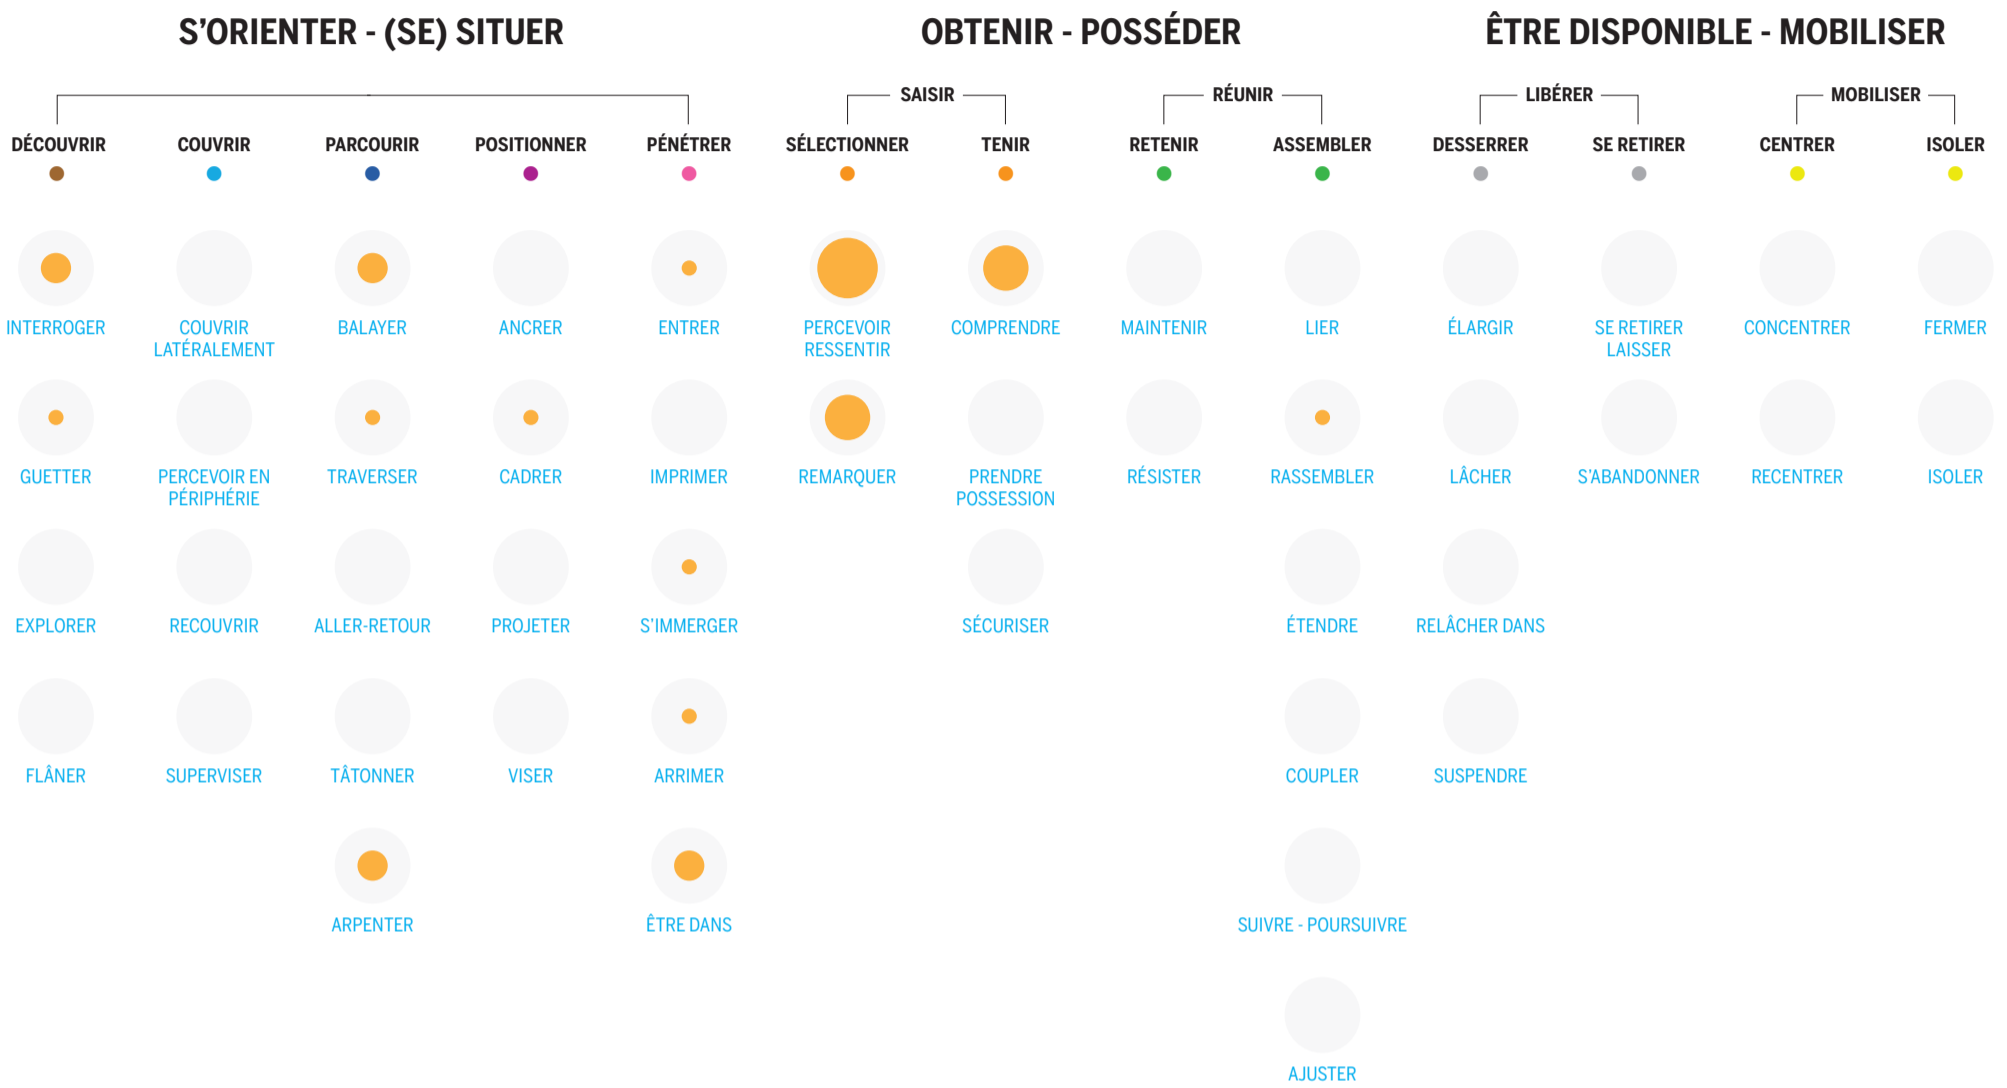 S’ORIENTER - (SE) SITUER
OBTENIR - POSSÉDER
ÊTRE DISPONIBLE - MOBILISER
SAISIR
RÉUNIR
LIBÉRER
MOBILISER
DÉCOUVRIR
COUVRIR
PARCOURIR
POSITIONNER
PÉNÉTRER
SÉLECTIONNER
TENIR
RETENIR
ASSEMBLER
DESSERRER
SE RETIRER
CENTRER
ISOLER
INTERROGER
COUVRIR
LATÉRALEMENT
BALAYER
ANCRER
ENTRER
PERCEVOIR
RESSENTIR
COMPRENDRE
MAINTENIR
LIER
ÉLARGIR
SE RETIRER
LAISSER
CONCENTRER
FERMER
GUETTER
PERCEVOIR EN
PÉRIPHÉRIE
TRAVERSER
CADRER
IMPRIMER
REMARQUER
PRENDRE
POSSESSION
RÉSISTER
RASSEMBLER
LÂCHER
S’ABANDONNER
RECENTRER
ISOLER
EXPLORER
RECOUVRIR
ALLER-RETOUR
PROJETER
S’IMMERGER
SÉCURISER
ÉTENDRE
RELÂCHER DANS
FLÂNER
SUPERVISER
TÂTONNER
VISER
ARRIMER
COUPLER
SUSPENDRE
ARPENTER
ÊTRE DANS
SUIVRE - POURSUIVRE
AJUSTER